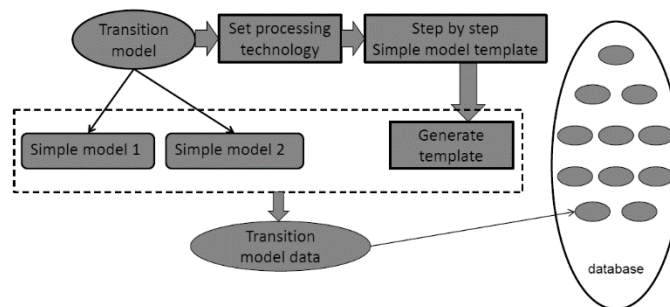 Transition
model
Set processing
technology
Step by step
Simple model template
Simple model 1
Simple model 2
Generate
template
Transition
model data
database